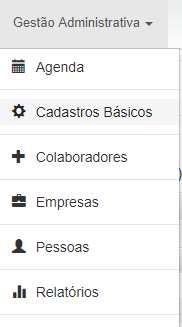 Gestão Administrativa
Agenda
Cadastros Básicos
Colaboradores
Empresas
Pessoas
Relatórios